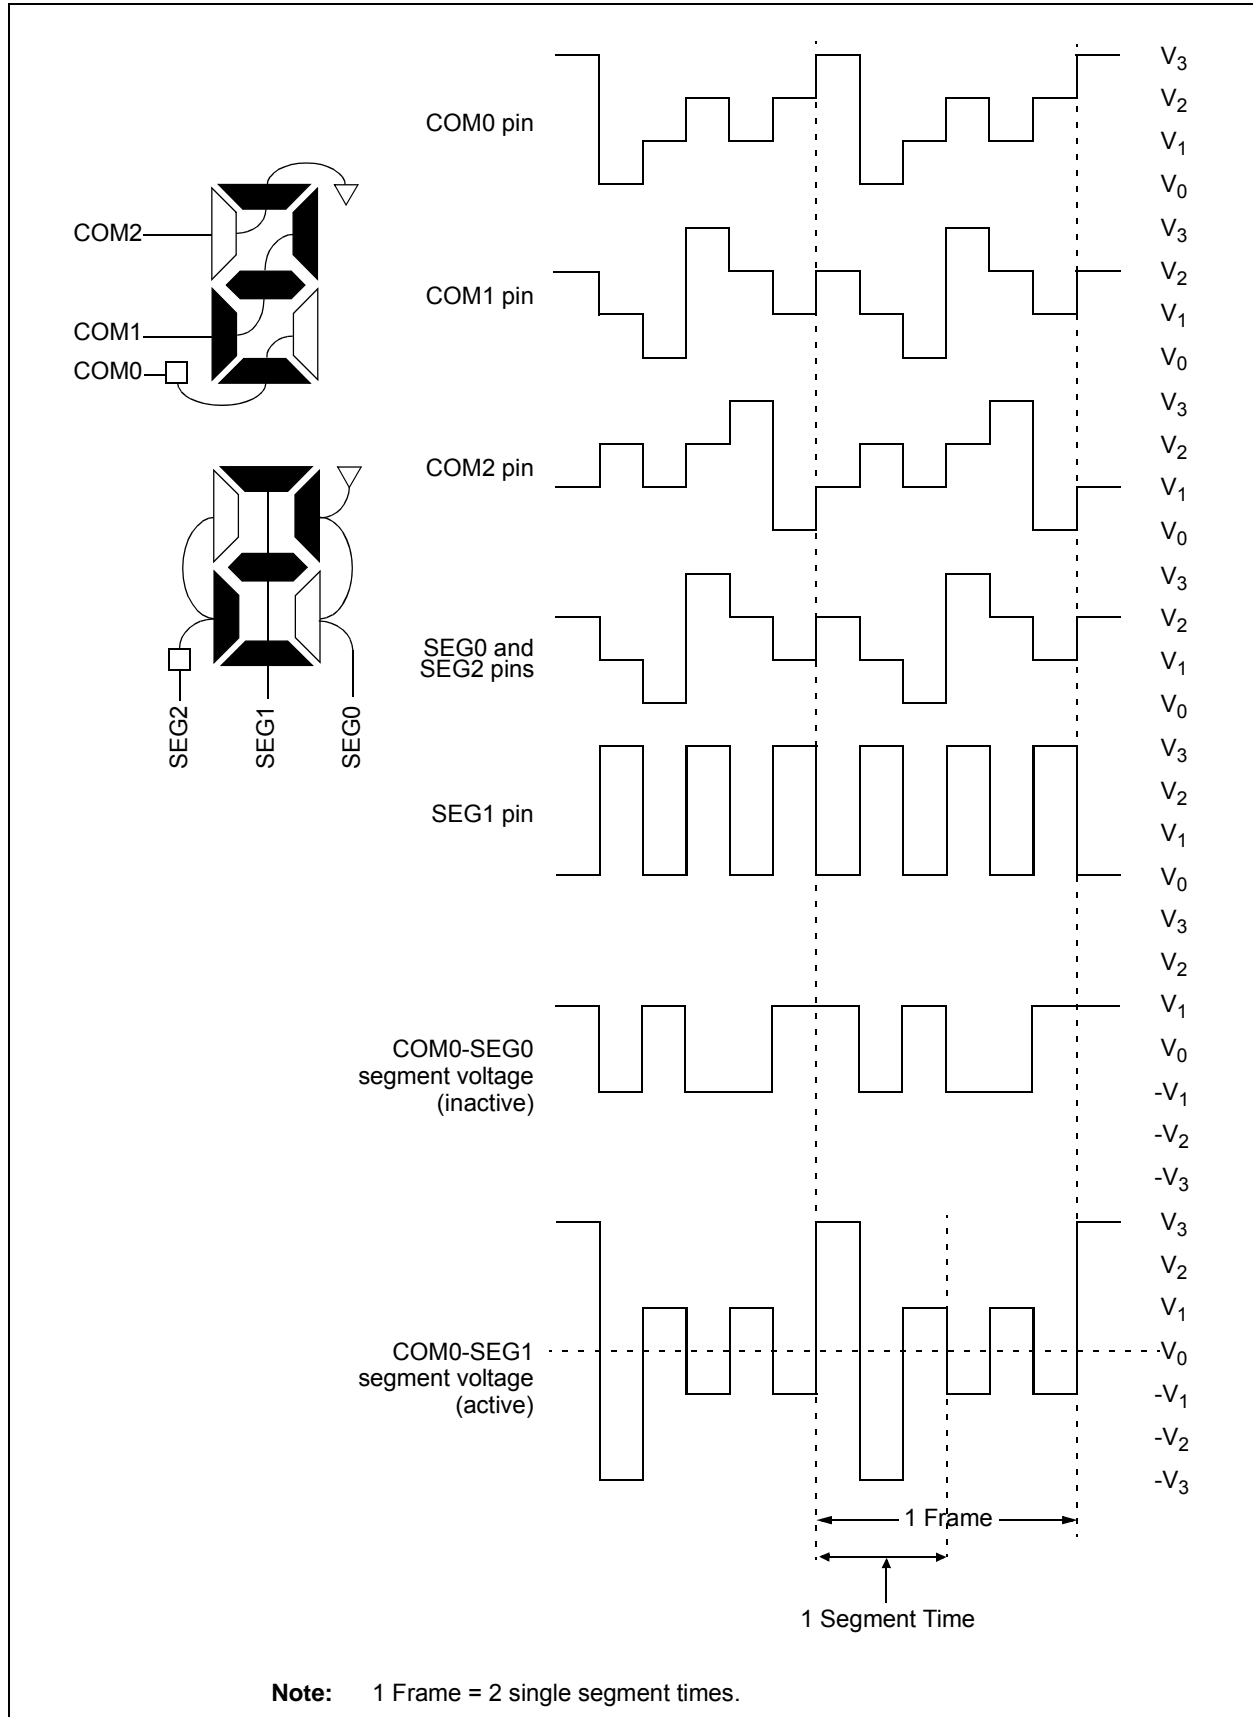 COM2
COM1
COM0
SEG2
SEG1
SEG0
COM0 pin
V3
V2
V1
V0
COM1 pin
V3
V2
V1
V0
COM2 pin
V3
V2
V1
V0
SEG0 and
SEG2 pins
V3
V2
V1
V0
SEG1 pin
V3
V2
V1
V0
COM0-SEG0
segment voltage
(inactive)
V3
V2
V1
V0
-V1
-V2
-V3
COM0-SEG1
segment voltage
(active)
V3
V2
V1
V0
-V1
-V2
-V3
1 Frame
1 Segment Time
Note: 1 Frame = 2 single segment times.